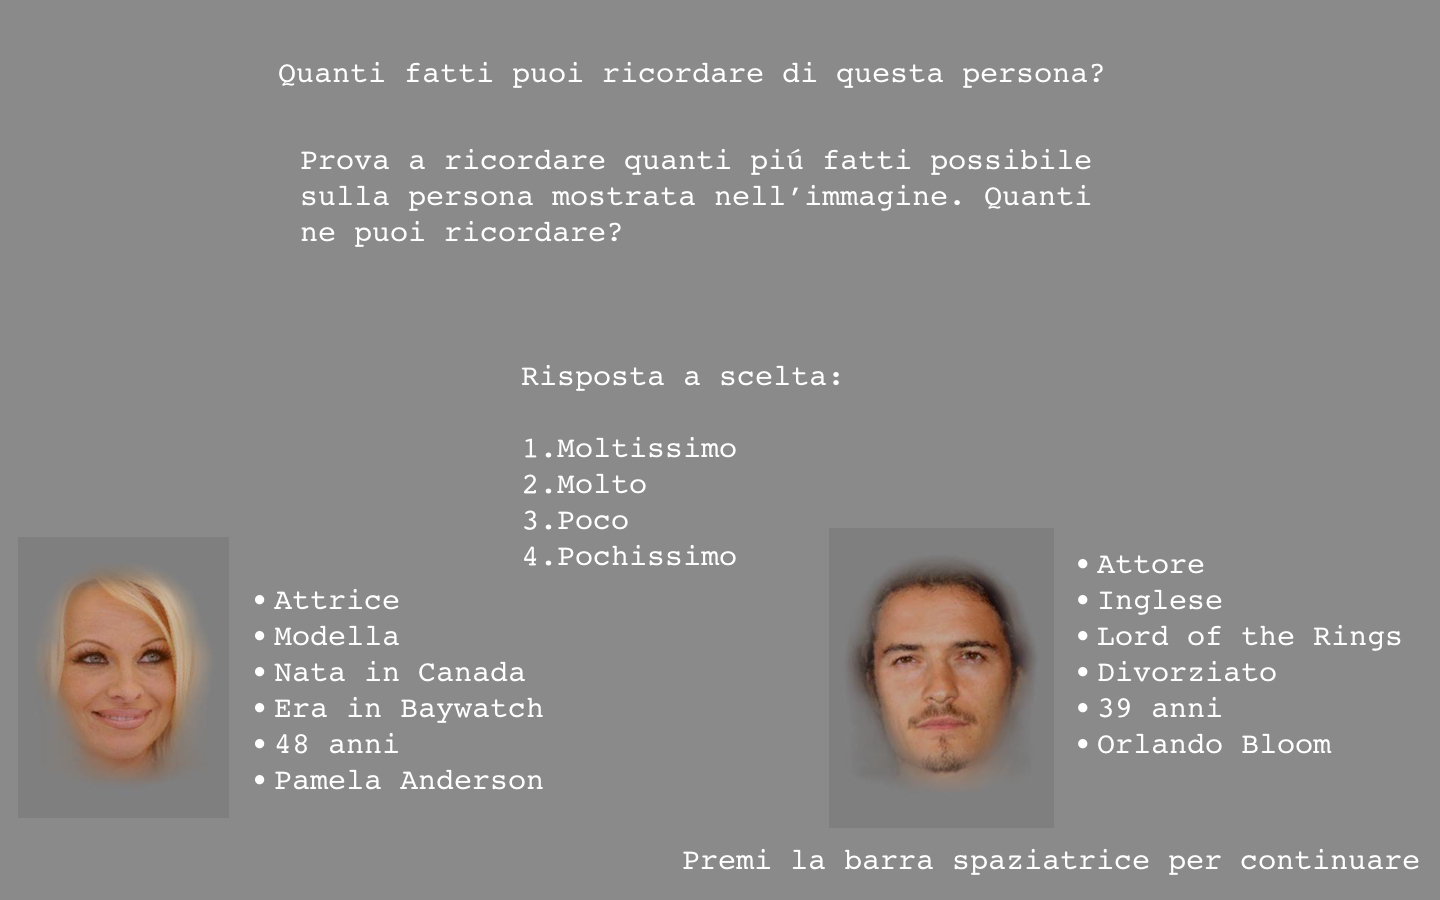 Quanti fatti puoi ricordare di questa persona?
Prova a ricordare quanti piú fatti possibile
sulla persona mostrata nell’immagine. Quanti
ne puoi ricordare?
Risposta a scelta:
1.Moltissimo
2.Molto
3.Poco
4.Pochissimo
•Attrice
•Modella
•Nata in Canada
•Era in Baywatch
•48 anni
•Pamela Anderson
•Attore
•Inglese
•Lord of the Rings
•Divorziato
•39 anni
•Orlando Bloom
Premi la barra spaziatrice per continuare